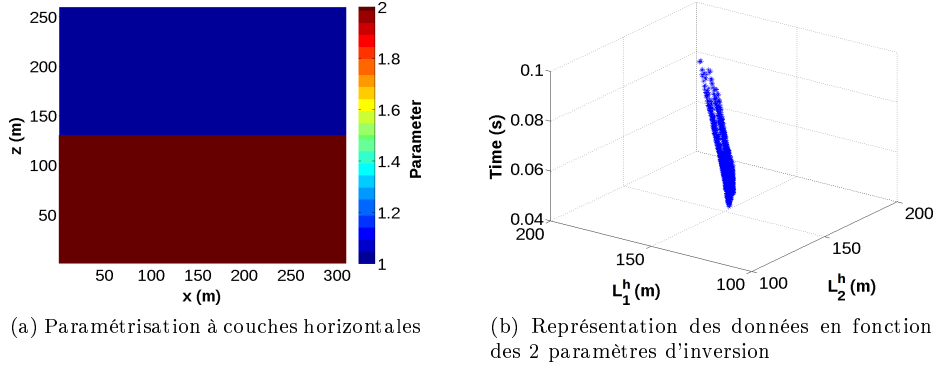 250
200
150
100
50
z (m)
50 100 150 200 250 300
x (m)
2
1.8
1.6
1.4
1.2
1
Parameter
0.1
0.08
0.06
0.04
Time (s)
200
150
100
L1h (m)
100
150
200
L2h (m)
(a) Paramétrisation à couches horizontales
(b) Représentation des données en fonction
des 2 paramètres d'inversion